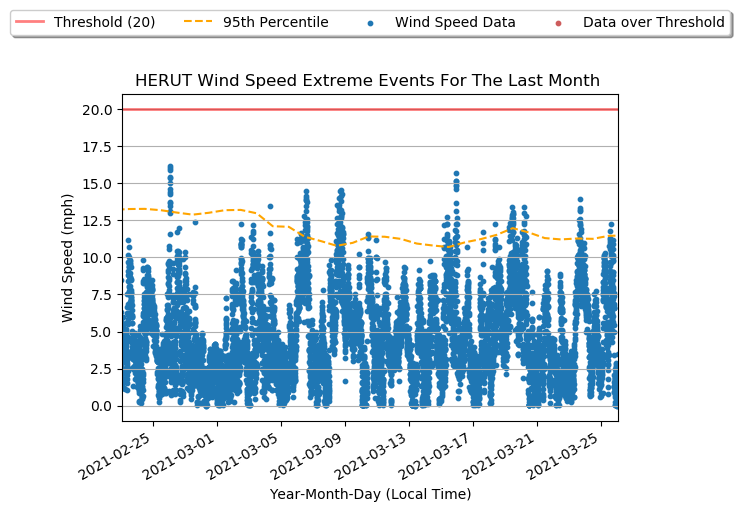 Threshold (20) 95th Percentile Wind Speed Data Data over Threshold
HERUT Wind Speed Extreme Events For The Last Month
20.0
17.5
15.0
12.5
10.0
7.5
5.0
2.5
0.0
Wind Speed (mph)
2021-02-25 2021-03-01 2021-03-05 2021-03-09 2021-03-13 2021-03-17 2021-03-21 2021-03-25
Year-Month-Day (Local Time)